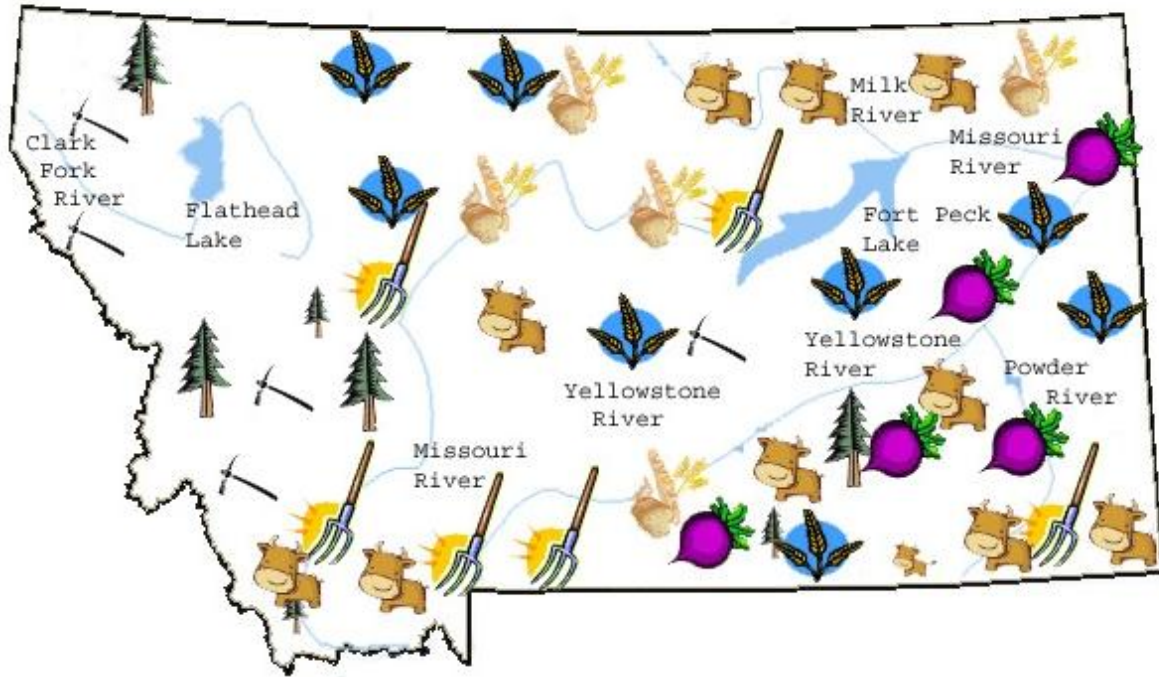 Milk
River
Missouri
River
Clark
Fork
River
Flathead
Lake
Fort Peck
Lake
Yellowstone
River
Powder
River
Yellowstone
River
Missouri
River